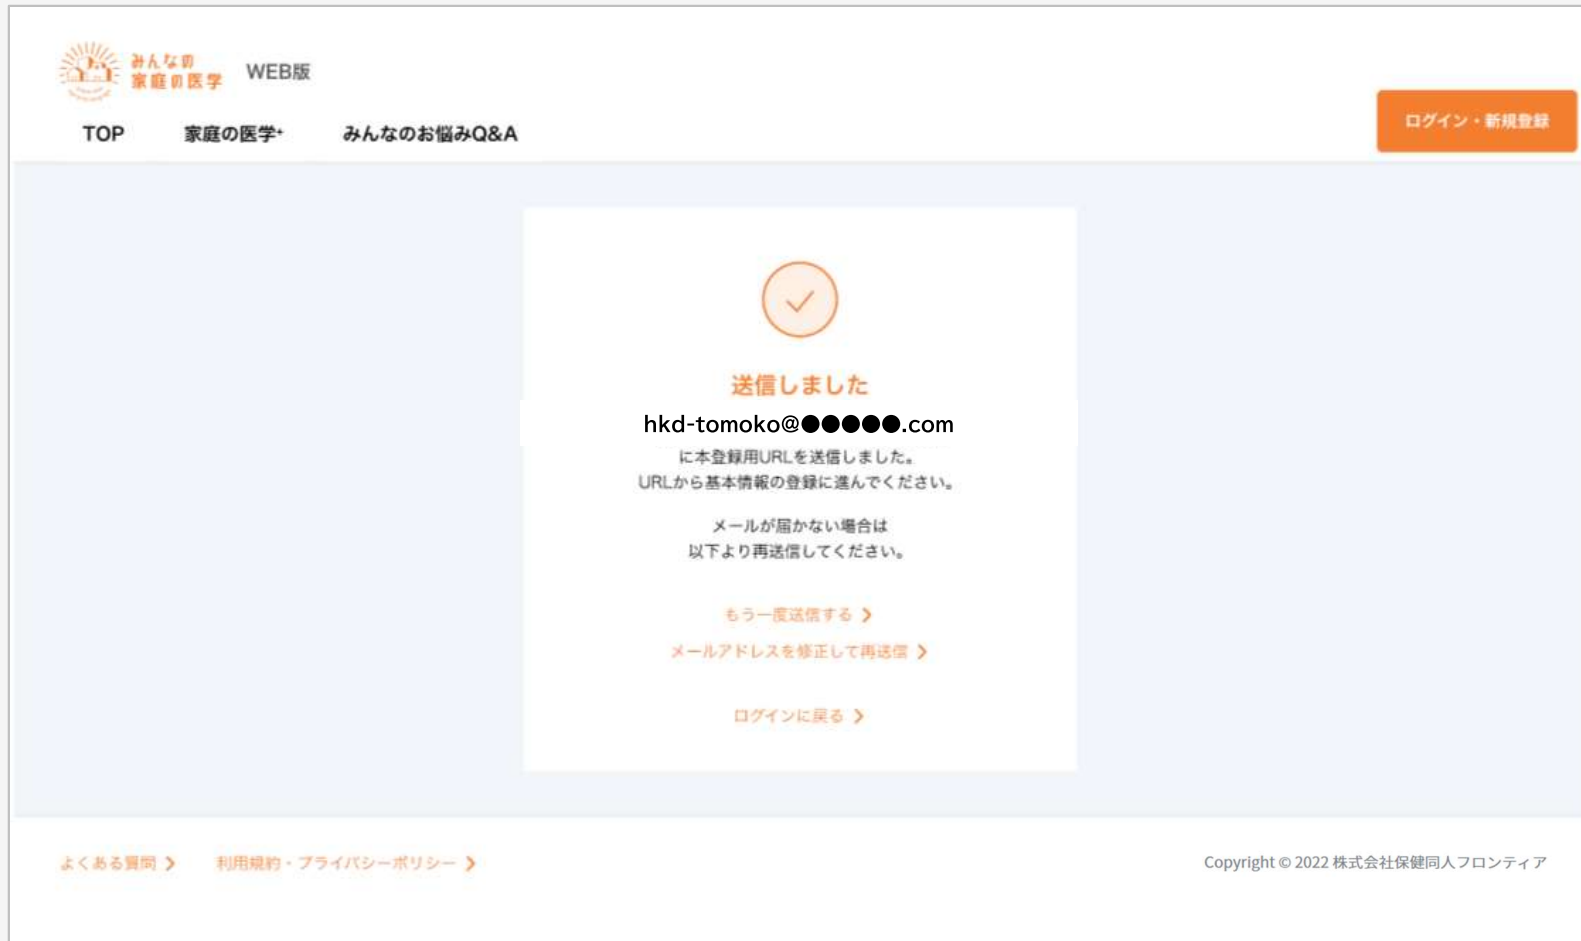 みんなの
家庭の医学
WEB版
TOP
家庭の医学+
みんなのお悩みQ&A
ログイン・新規登録
送信しました
hkd-tomoko@●●●●●.com
に本登録用URLを送信しました。
URLから基本情報の登録に進んでください。
メールが届かない場合は
以下より再送信してください。
もう一度送信する
メールアドレスを修正して再送信
ログインに戻る
よくある質問
利用規約・プライバシーポリシー
Copyright © 2022 株式会社保健同人フロンティア